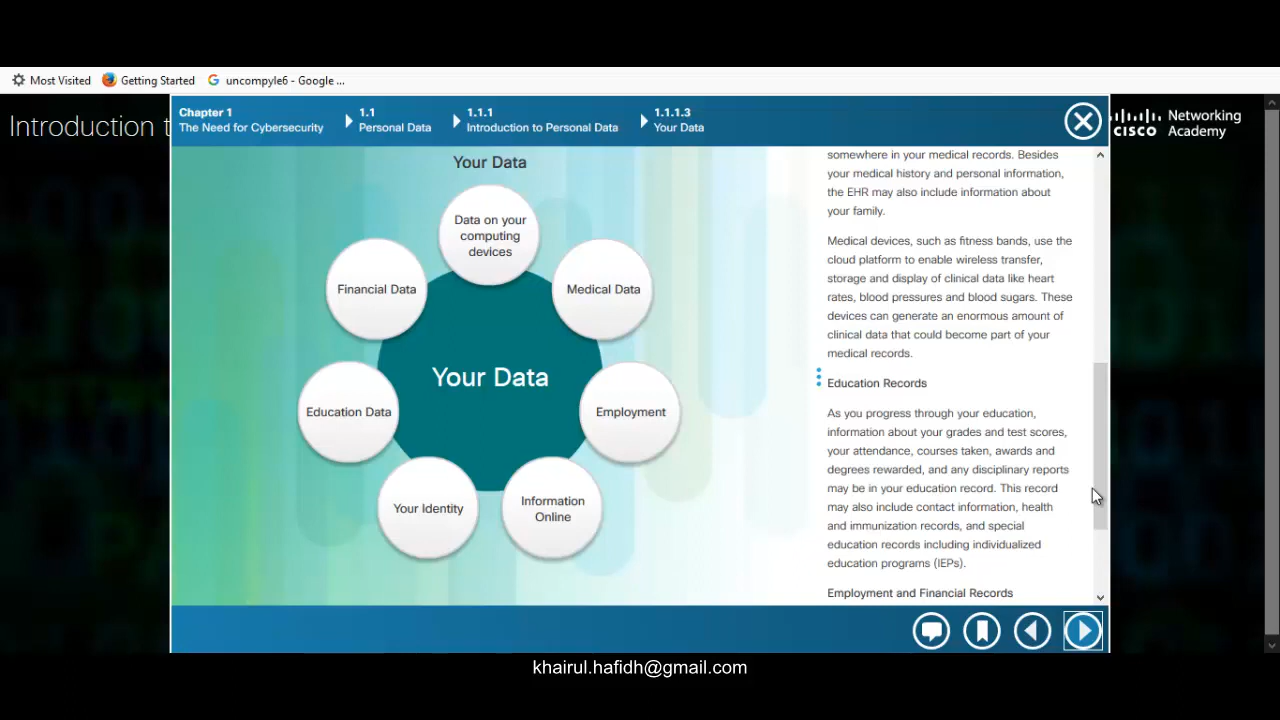 Most Visited Getting Started uncompyle6 - Google ...
Introduction t
Chapter 1
The Need for Cybersecurity
1.1
Personal Data
1.1.1
Introduction to Personal Data
1.1.1.3
Your Data
CISCO
Networking
Academy
Your Data
Data on your
computing
devices
Financial Data
Medical Data
Your Data
Education Data
Employment
Your Identity
Information
Online
somewhere in your medical records. Besides
your medical history and personal information,
the EHR may also include information about
your family.
Medical devices, such as fitness bands, use the
cloud platform to enable wireless transfer,
storage and display of clinical data like heart
rates, blood pressures and blood sugars. These
devices can generate an enormous amount of
clinical data that could become part of your
medical records.
Education Records
As you progress through your education,
information about your grades and test scores,
your attendance, courses taken, awards and
degrees rewarded, and any disciplinary reports
may be in your education record. This record
may also include contact information, health
and immunization records, and special
education records including individualized
education programs (IEPs).
Employment and Financial Records
khairul.hafidh@gmail.com